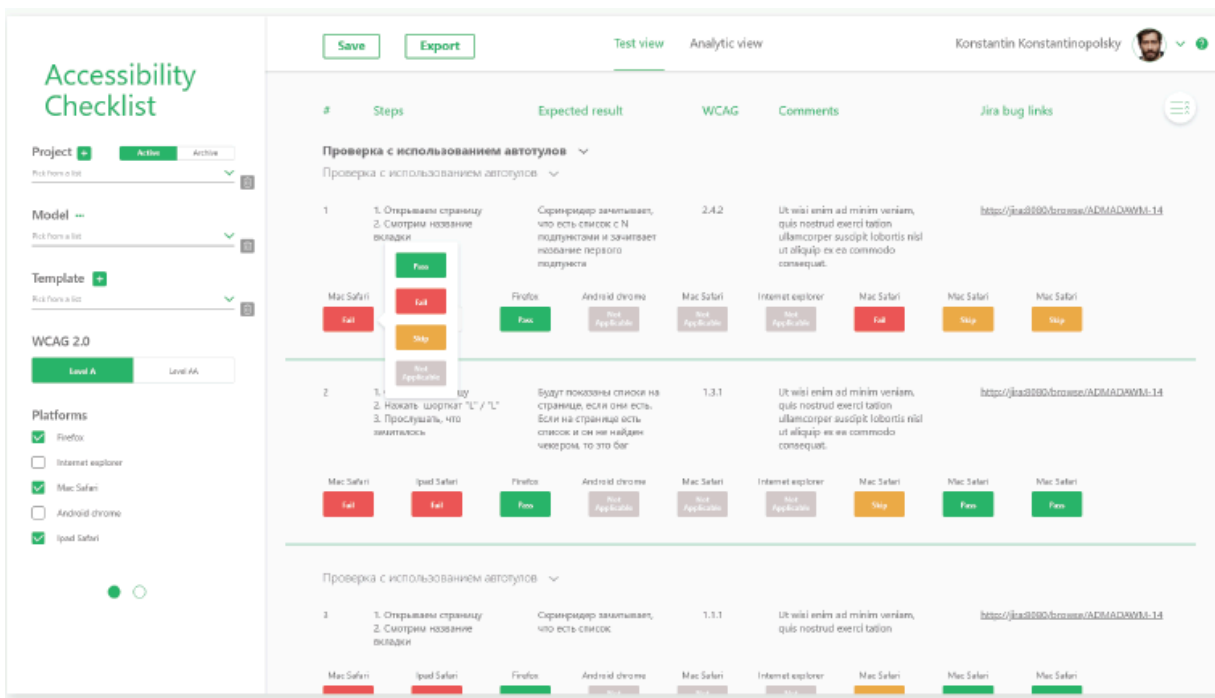 Save
Export
Test view
Analytic view
Konstantin Konstantinopolsky
?
Accessibility
Checklist
Project
Active
Archive
Pick from a list
Model
Pick from a list
Template
Pick from a list
WCAG 2.0
Level A
Level AA
Platforms
Firefox
Internet explorer
Mac Safari
Android chrome
Ipad Safari
# Steps Expected result WCAG Comments Jira bug links
Проверка с использованием автотулов
Проверка с использованием автотулов
1
1. Открываем страницу
2. Смотрим название
вкладки
Скринридер зачитывает,
что есть список с N
подпунктами и зачитвает
название первого
подпункта
2.4.2
Ut wisi enim ad minim veniam,
quis nostrud exerci tation
ullamcorper suscipit lobortis nisl
ut aliquip ex ea commodo
consequat.
http://jira:8080/browse/ADMADAWM-14
Pass
Fail
Skip
Not
Applicable
Mac Safari Firefox Android chrome Mac Safari Internet explorer Mac Safari Mac Safari Mac Safari
Fail Pass Not Applicable Not Applicable Not Applicable Fail Skip Skip
2
1.
2. Нажать шорткат "L" / "L"
3. Прослушать, что
зачиталось
Будут показаны списки на
странице, если они есть.
Если на странице есть
список и он не найден
чекером, то это баг
1.3.1
Ut wisi enim ad minim veniam,
quis nostrud exerci tation
ullamcorper suscipit lobortis nisl
ut aliquip ex ea commodo
consequat.
http://jira:8080/browse/ADMADAWM-14
Mac Safari Ipad Safari Firefox Android chrome Mac Safari Internet explorer Mac Safari Mac Safari Mac Safari
Fail Fail Pass Not Applicable Not Applicable Not Applicable Skip Pass Pass
Проверка с использованием автотулов
3
1. Открываем страницу
2. Смотрим название
вкладки
Скринридер зачитывает,
что есть список
1.1.1
Ut wisi enim ad minim veniam,
quis nostrud exerci tation
http://jira:8080/browse/ADMADAWM-14
Mac Safari Ipad Safari Firefox Android chrome Mac Safari Internet explorer Mac Safari Mac Safari Mac Safari